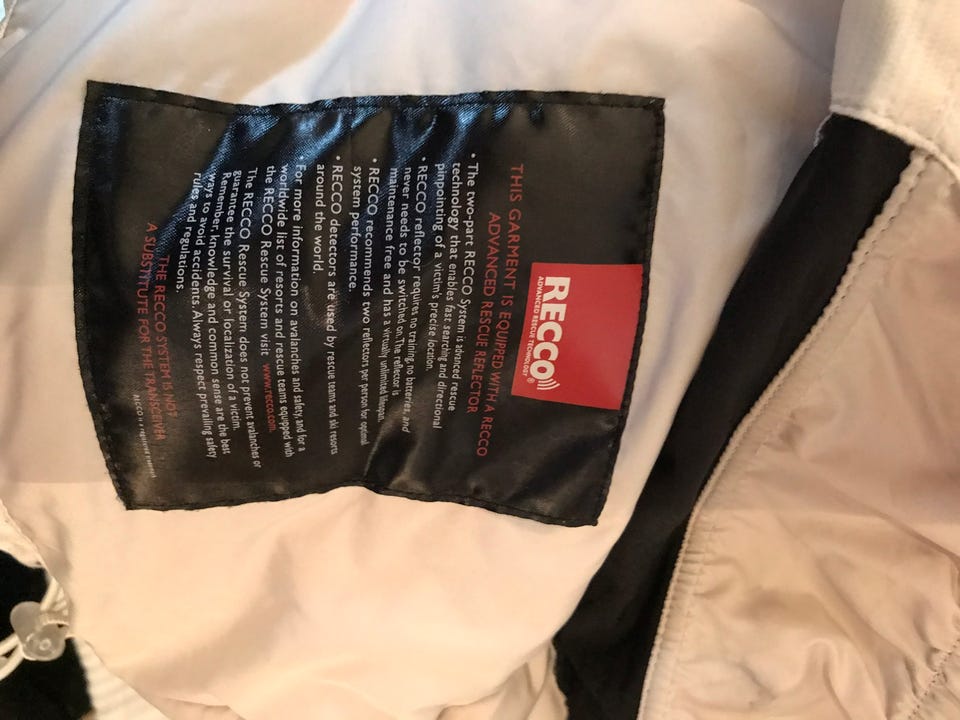 RECCO
ADVANCED RESCUE TECHNOLOGY ®
THIS GARMENT IS EQUIPPED WITH A RECCO
ADVANCED RESCUE REFLECTOR
• The two-part RECCO System is advanced rescue
technology that enables fast searching and directional
pinpointing of a victim's precise location.
• RECCO reflector requires no training, no batteries, and
never needs to be switched on. The reflector is
maintenance free and has a virtually unlimited lifespan.
• RECCO recommends two reflectors per person for optimal
system performance.
• RECCO detectors are used by rescue teams and ski resorts
around the world.
• For more information on avalanches and safety, and for a
worldwide list of resorts and rescue teams equipped with
the RECCO Rescue System visit www.recco.com.
The RECCO Rescue System does not prevent avalanches or
guarantee the survival or localization of a victim.
Remember, knowledge and common sense are the best
ways to avoid accidents. Always respect prevailing safety
rules and regulations.
THE RECCO SYSTEM IS NOT
A SUBSTITUTE FOR THE TRANSCEIVER
RECCO is a registered trademark